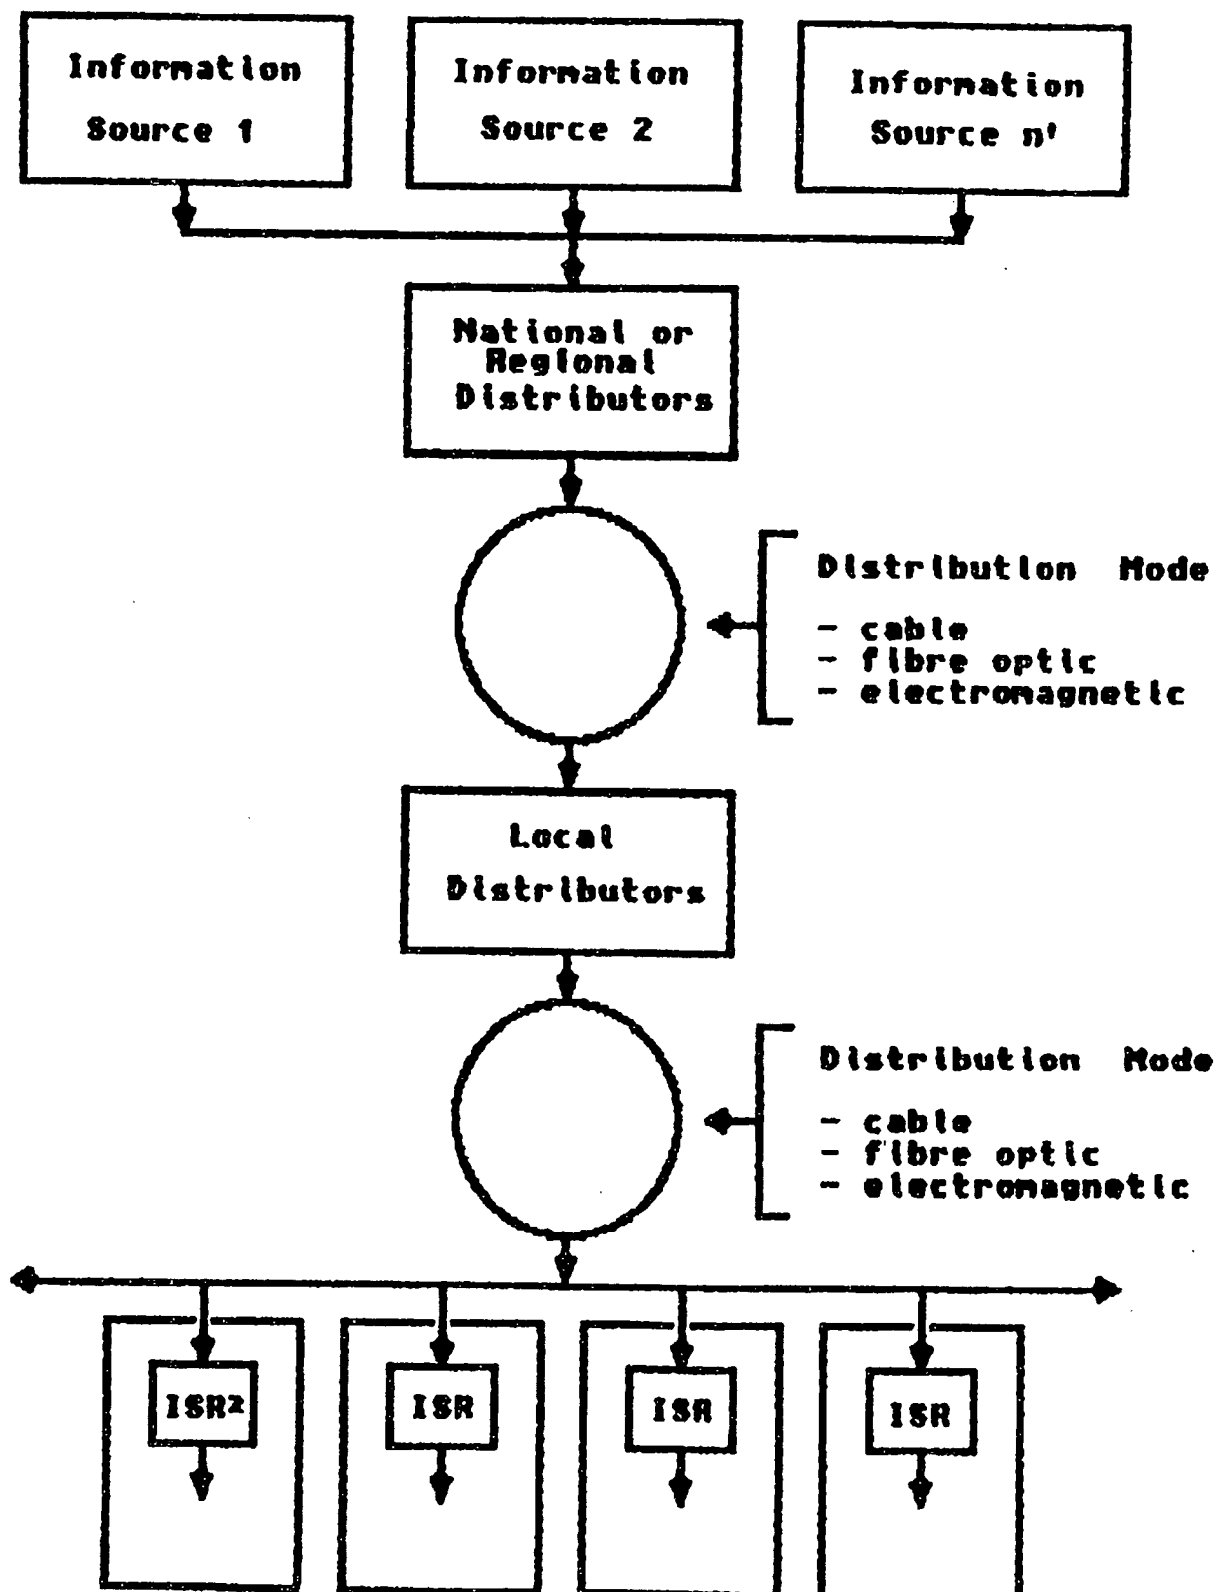 Information
Source 1
Information
Source 2
Information
Source n'
National or
Regional
Distributors
Distribution Mode
- cable
- fibre optic
- electromagnetic
Local
Distributors
Distribution Mode
- cable
- fibre optic
- electromagnetic
ISR²
ISR
ISR
ISR